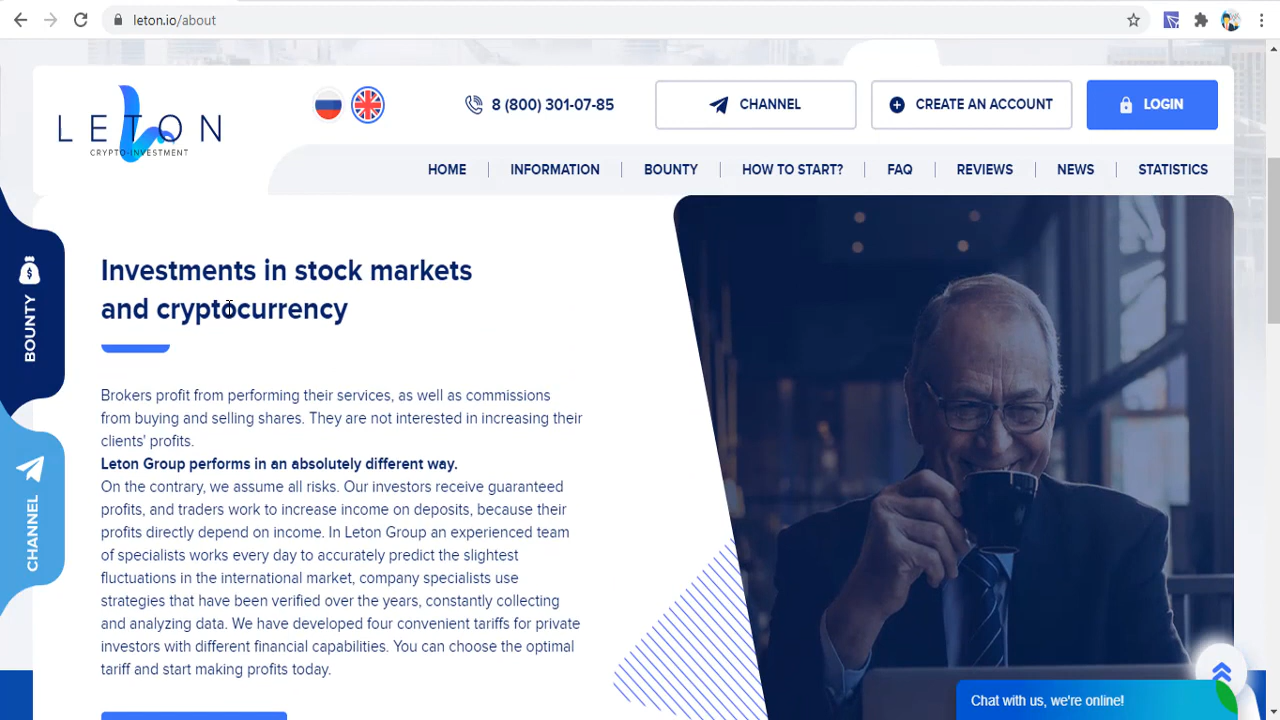 leton.io/about
LETON
CRYPTO-INVESTMENT
8 (800) 301-07-85
CHANNEL
CREATE AN ACCOUNT
LOGIN
HOME
INFORMATION
BOUNTY
HOW TO START?
FAQ
REVIEWS
NEWS
STATISTICS
BOUNTY
CHANNEL
Investments in stock markets
and cryptocurrency
Brokers profit from performing their services, as well as commissions
from buying and selling shares. They are not interested in increasing their
clients' profits.
Leton Group performs in an absolutely different way.
On the contrary, we assume all risks. Our investors receive guaranteed
profits, and traders work to increase income on deposits, because their
profits directly depend on income. In Leton Group an experienced team
of specialists works every day to accurately predict the slightest
fluctuations in the international market, company specialists use
strategies that have been verified over the years, constantly collecting
and analyzing data. We have developed four convenient tariffs for private
investors with different financial capabilities. You can choose the optimal
tariff and start making profits today.
Chat with us, we're online!